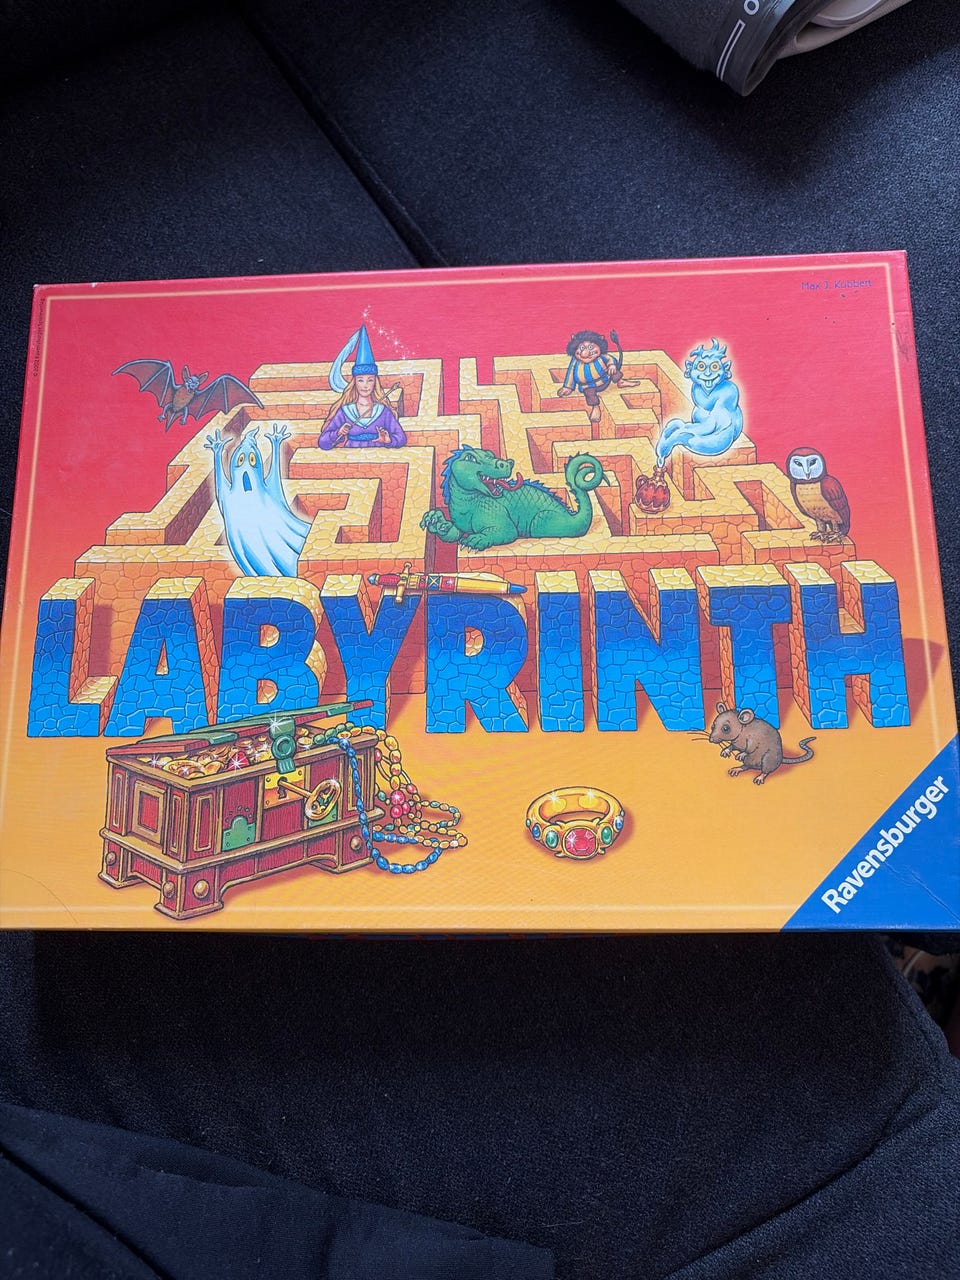 Max J. Kobbert
LABYRINTH
Ravensburger